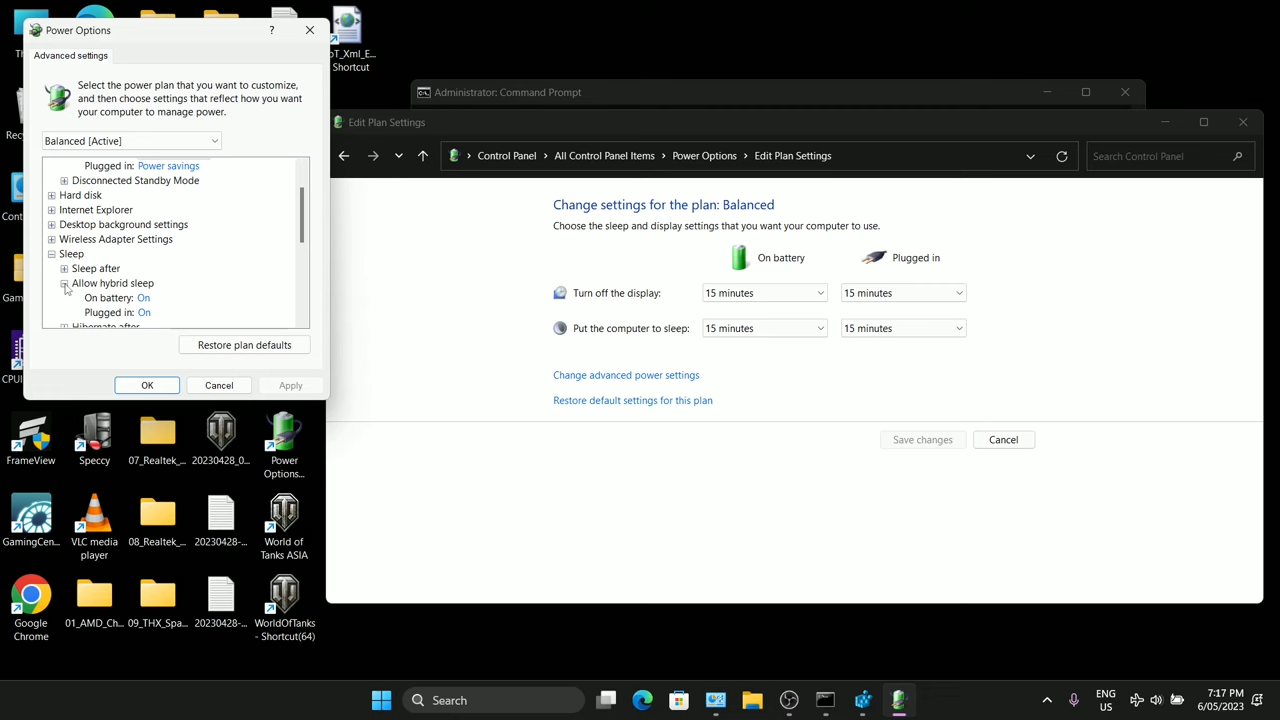 Power Options
?
Advanced settings
Select the power plan that you want to customize,
and then choose settings that reflect how you want
your computer to manage power.
Balanced [Active]
Plugged in: Power savings
Disconnected Standby Mode
Hard disk
Internet Explorer
Desktop background settings
Wireless Adapter Settings
Sleep
Sleep after
Allow hybrid sleep
On battery: On
Plugged in: On
Hibernate after
Restore plan defaults
OK
Cancel
Apply
Shortcut
Administrator: Command Prompt
Edit Plan Settings
Control Panel > All Control Panel Items > Power Options > Edit Plan Settings
Search Control Panel
Change settings for the plan: Balanced
Choose the sleep and display settings that you want your computer to use.
On battery
Plugged in
Turn off the display:
15 minutes
15 minutes
Put the computer to sleep:
15 minutes
15 minutes
Change advanced power settings
Restore default settings for this plan
Save changes
Cancel
FrameView
Speccy
07_Realtek_...
20230428_0...
Power
Options...
GamingCen...
VLC media
player
08_Realtek_...
20230428-...
World of
Tanks ASIA
Google
Chrome
01_AMD_Ch...
09_THX_Spa...
20230428-...
WorldOfTanks
- Shortcut(64)
Search
ENG
US
7:17 PM
6/05/2023